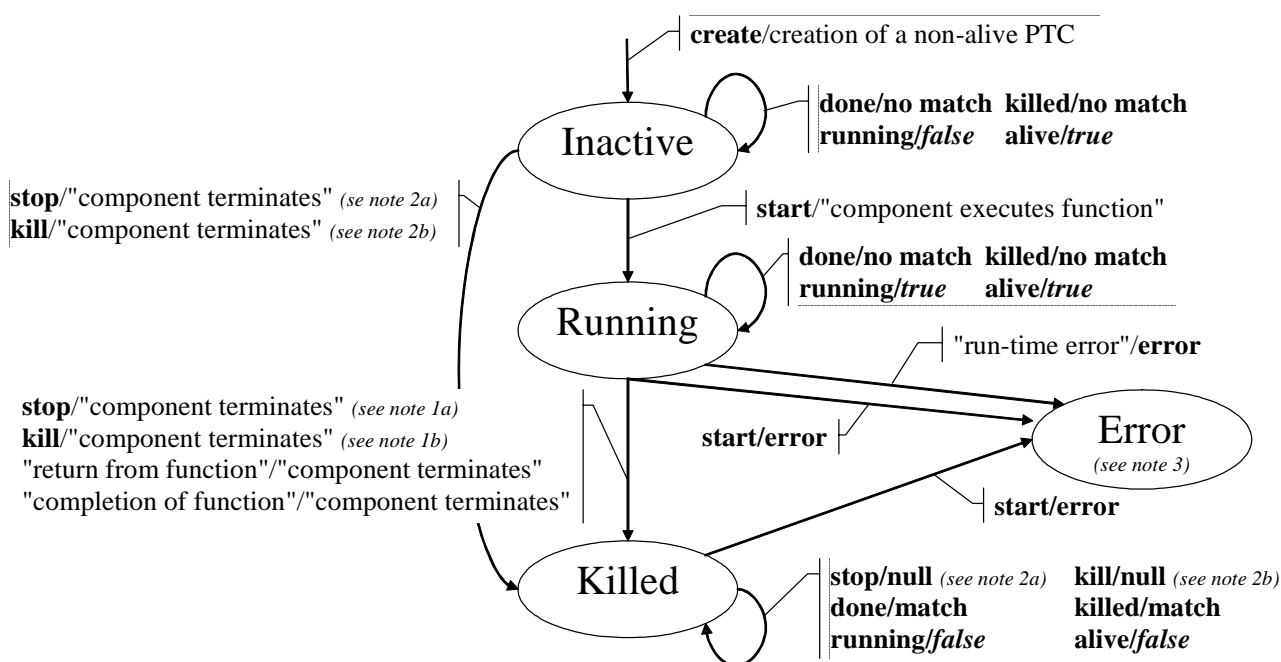 create/creation of a non-alive PTC
done/no match killed/no match
running/false alive/true
Inactive
stop/"component terminates" (se note 2a)
kill/"component terminates" (see note 2b)
start/"component executes function"
done/no match killed/no match
running/true alive/true
Running
"run-time error"/error
stop/"component terminates" (see note 1a)
kill/"component terminates" (see note 1b)
"return from function"/"component terminates"
"completion of function"/"component terminates"
start/error
Error
(see note 3)
start/error
Killed
stop/null (see note 2a) kill/null (see note 2b)
done/match killed/match
running/false alive/false